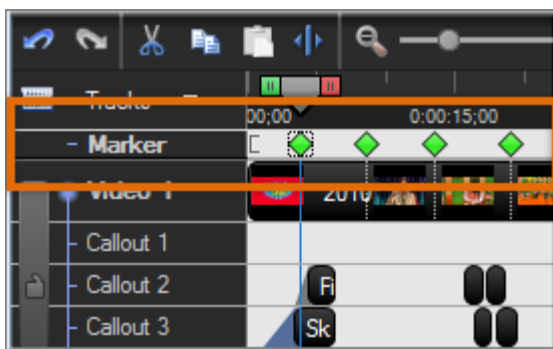 Tracks
00;00 0:00:15;00
Marker
Video 1 2010
Callout 1
Callout 2 Fi
Callout 3 Sk